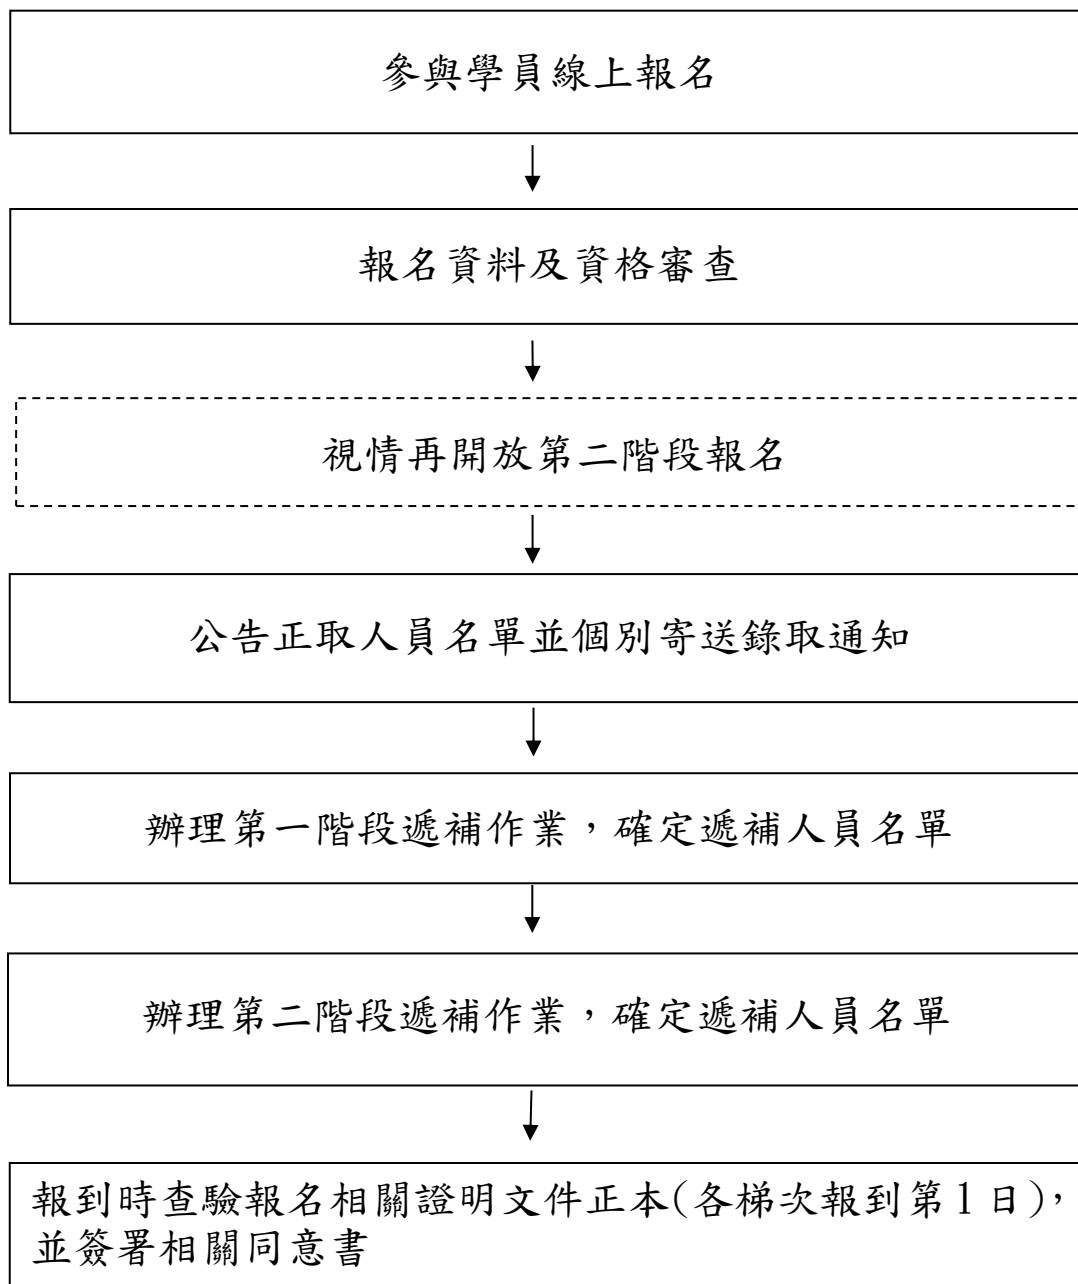 參與學員線上報名
報名資料及資格審查
視情再開放第二階段報名
公告正取人員名單並個別寄送錄取通知
辦理第一階段遞補作業，確定遞補人員名單
辦理第二階段遞補作業，確定遞補人員名單
報到時查驗報名相關證明文件正本(各梯次報到第1日)，
並簽署相關同意書